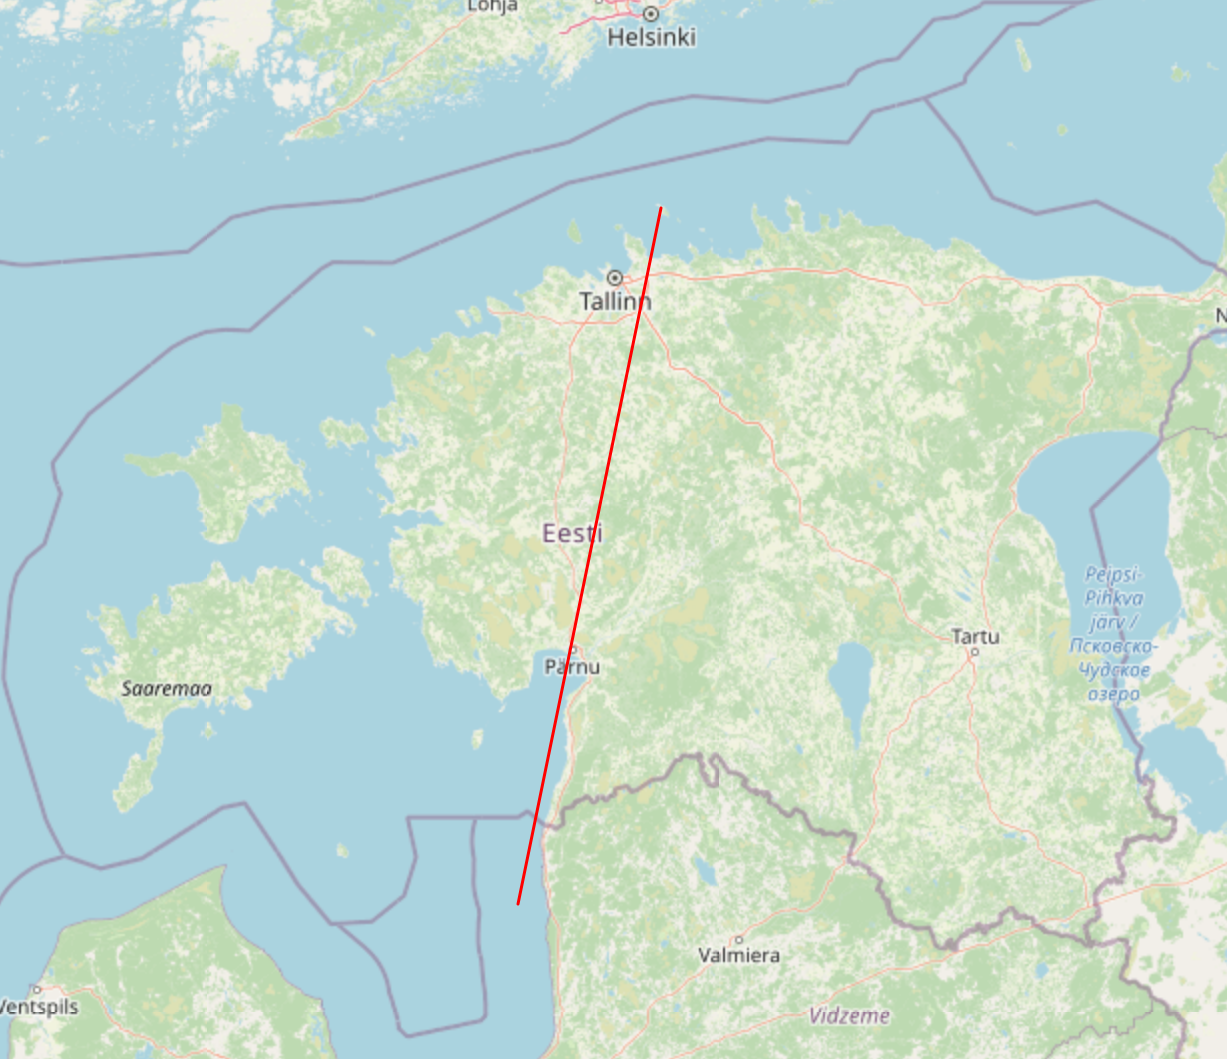 Lohja
Helsinki
Tallinn
N
Eesti
Peipsi-
Pihkva
järv /
Псковско-
Чудское
озеро
Tartu
Pärnu
Saaremaa
Valmiera
Ventspils
Vidzeme